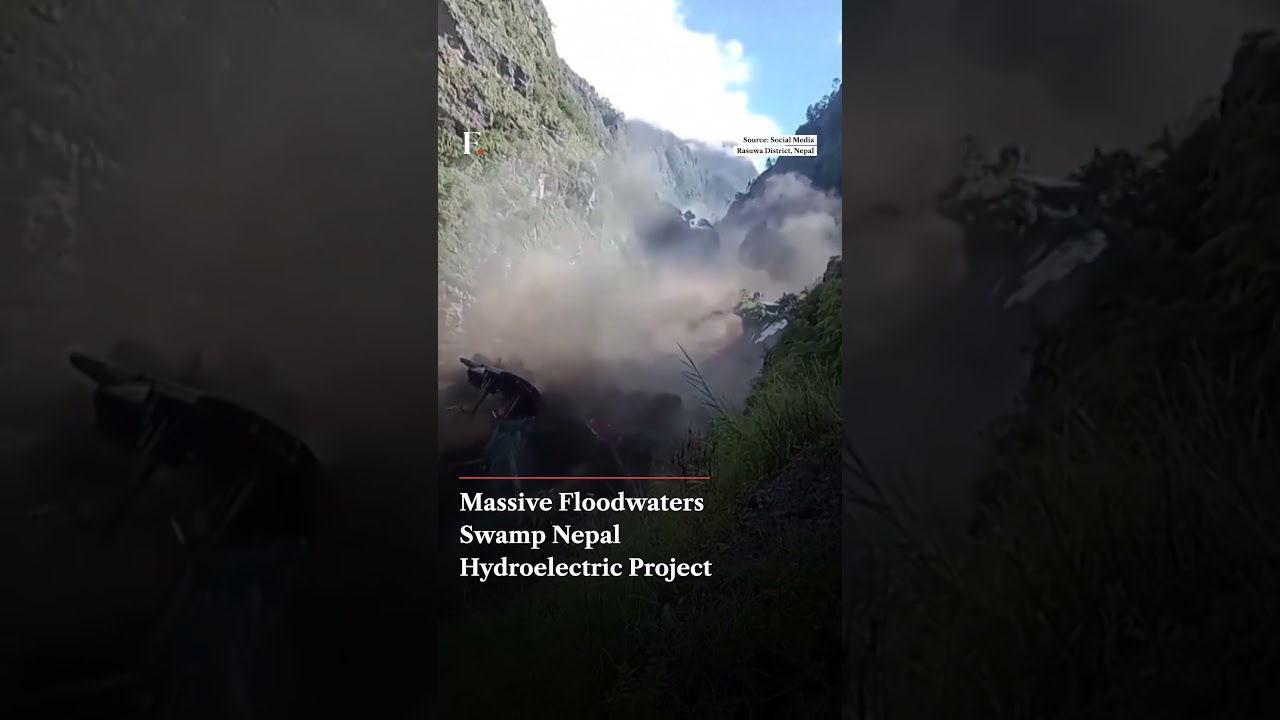 F.
Source: Social Media
Rasuwa District, Nepal
Massive Floodwaters
Swamp Nepal
Hydroelectric Project